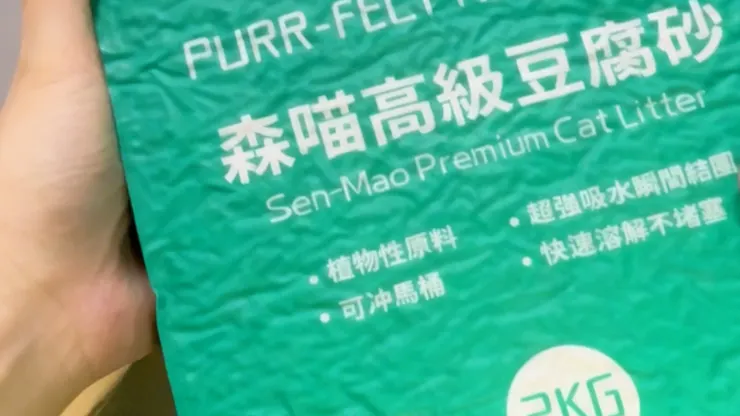 PURR-FECT
森喵高級豆腐砂
Sen-Mao Premium Cat Litter
• 植物性原料
• 超強吸水瞬間結團
• 可沖馬桶
• 快速溶解不堵塞
2KG